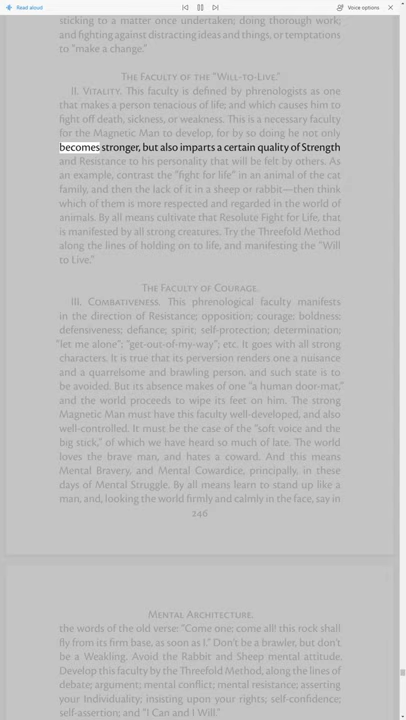 Read aloud
Voice options
sticking to a matter once undertaken; doing thorough work;
and fighting against distracting ideas and things, or temptations
to "make a change."
The Faculty of the "Will-to-Live."
II. Vitality. This faculty is defined by phrenologists as one
that makes a person tenacious of life; and which causes him to
fight off death, sickness, or weakness. This is a necessary faculty
for the Magnetic Man to develop, for by so doing he not only
becomes stronger, but also imparts a certain quality of Strength
and Resistance to his personality that will be felt by others. As
an example, contrast the "fight for life" in an animal of the cat
family, and then the lack of it in a sheep or rabbit—then think
which of them is more respected and regarded in the world of
animals. By all means cultivate that Resolute Fight for Life, that
is manifested by all strong creatures. Try the Threefold Method
along the lines of holding on to life, and manifesting the "Will
to Live."
The Faculty of Courage.
III. Combativeness. This phrenological faculty manifests
in the direction of Resistance; opposition; courage; boldness;
defensiveness; defiance; spirit; self-protection; determination;
"let me alone"; "get-out-of-my-way"; etc. It goes with all strong
characters. It is true that its perversion renders one a nuisance
and a quarrelsome and brawling person, and such state is to
be avoided. But its absence makes of one "a human door-mat,"
and the world proceeds to wipe its feet on him. The strong
Magnetic Man must have this faculty well-developed, and also
well-controlled. It must be the case of the "soft voice and the
big stick," of which we have heard so much of late. The world
loves the brave man, and hates a coward. And this means
Mental Bravery, and Mental Cowardice, principally, in these
days of Mental Struggle. By all means learn to stand up like a
man, and, looking the world firmly and calmly in the face, say in
246
Mental Architecture.
the words of the old verse: "Come one; come all! this rock shall
fly from its firm base, as soon as I." Don't be a brawler, but don't
be a Weakling. Avoid the Rabbit and Sheep mental attitude.
Develop this faculty by the Threefold Method, along the lines of
debate; argument; mental conflict; mental resistance; asserting
your Individuality; insisting upon your rights; self-confidence;
self-assertion; and "I Can and I Will."